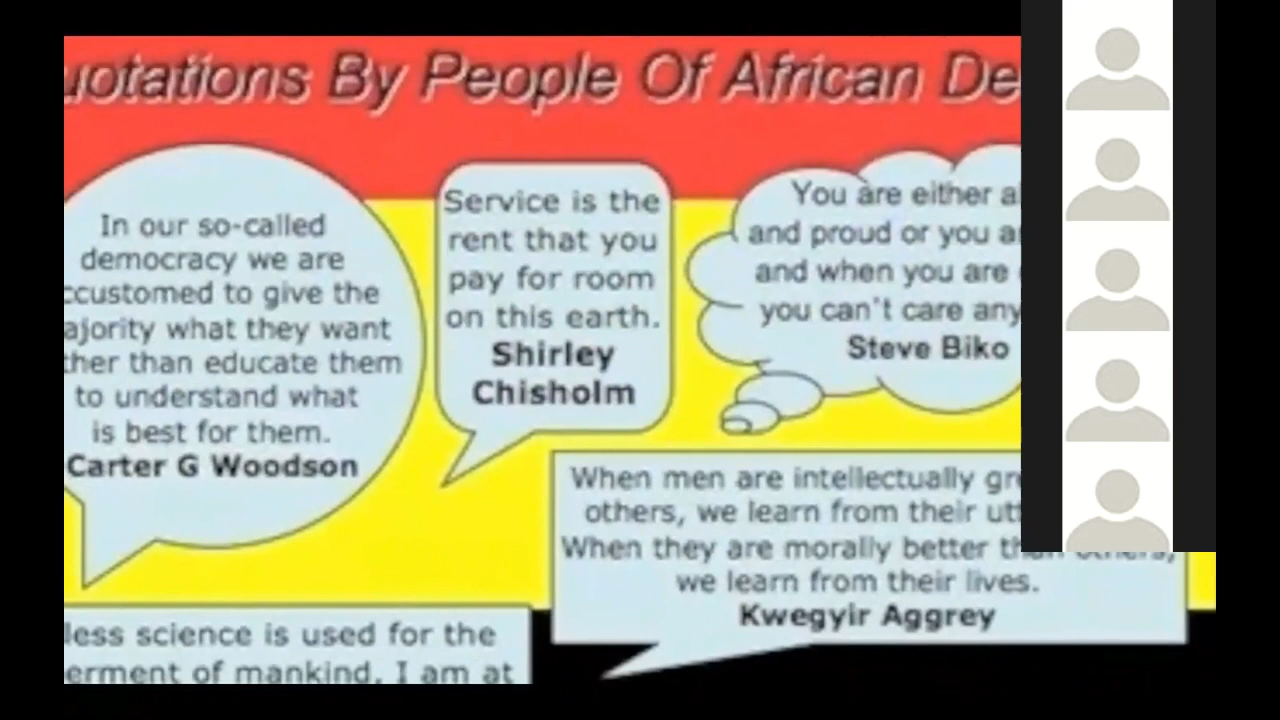 uotations By People Of African De
In our so-called
democracy we are
ccustomed to give the
ajority what they want
ther than educate them
to understand what
is best for them.
Carter G Woodson
Service is the
rent that you
pay for room
on this earth.
Shirley
Chisholm
You are either al
and proud or you a
and when you are
you can't care any
Steve Biko
When men are intellectually gr
others, we learn from their utt
When they are morally better than others,
we learn from their lives.
Kwegyir Aggrey
less science is used for the
erment of mankind, I am at